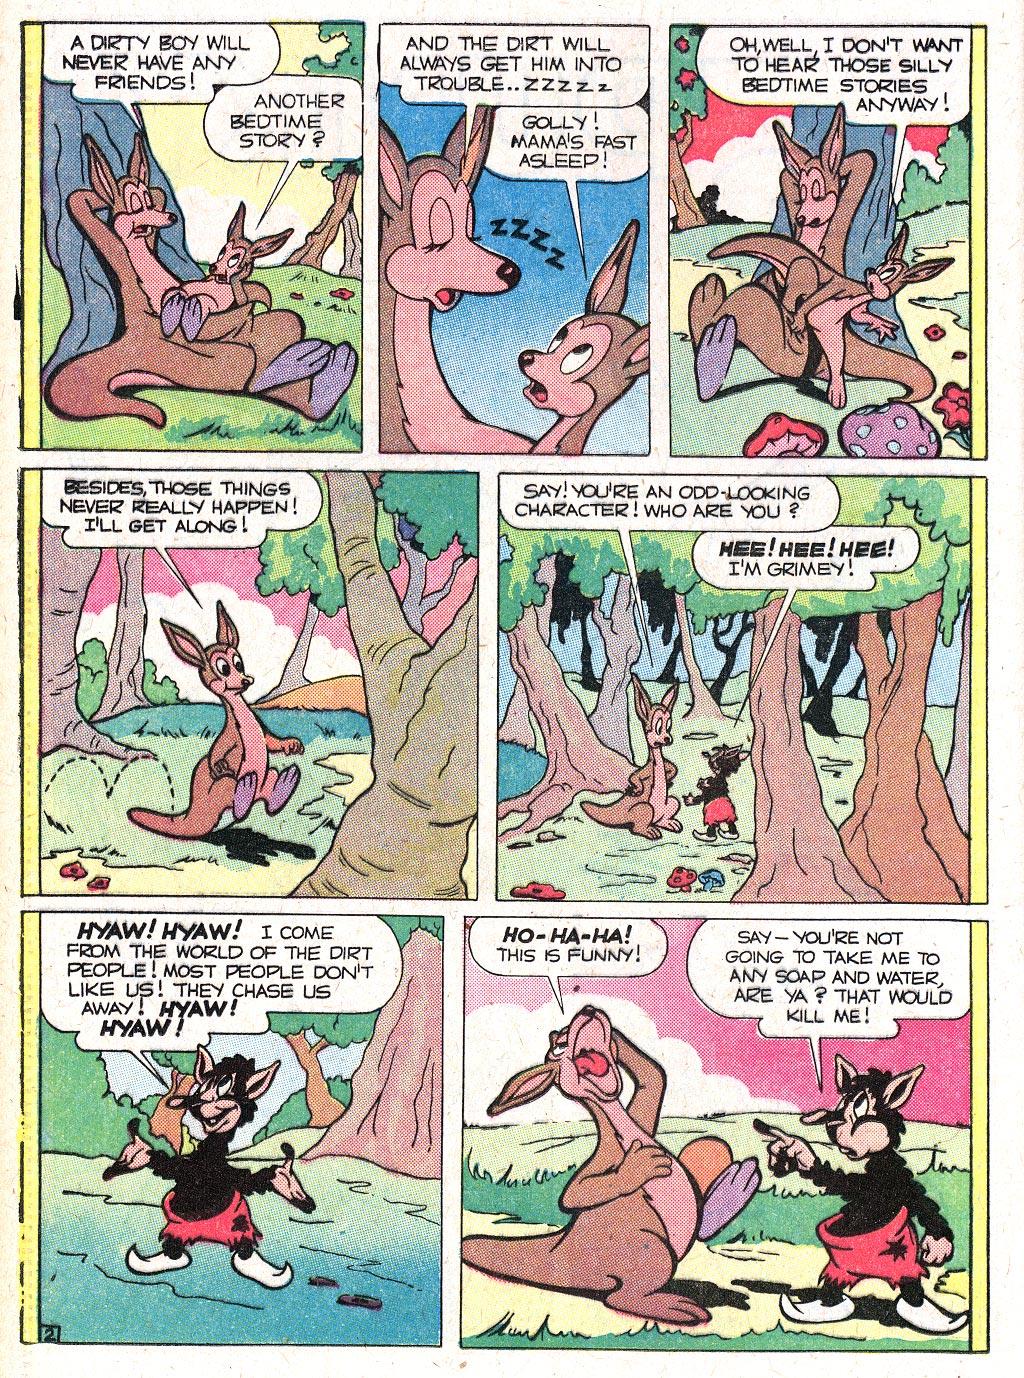 A DIRTY BOY WILL
NEVER HAVE ANY
FRIENDS!
ANOTHER
BEDTIME
STORY?
AND THE DIRT WILL
ALWAYS GET HIM INTO
TROUBLE..ZZZZZ
GOLLY!
MAMA'S FAST
ASLEEP!
ZZZZZ
OH, WELL, I DON'T WANT
TO HEAR THOSE SILLY
BEDTIME STORIES
ANYWAY!
BESIDES, THOSE THINGS
NEVER REALLY HAPPEN!
I'LL GET ALONG!
SAY! YOU'RE AN ODD-LOOKING
CHARACTER! WHO ARE YOU?
HEE! HEE! HEE!
I'M GRIMEY!
HYAW! HYAW! I COME
FROM THE WORLD OF THE DIRT
PEOPLE! MOST PEOPLE DON'T
LIKE US! THEY CHASE US
AWAY! HYAW!
HYAW!
2
HO-HA-HA!
THIS IS FUNNY!
SAY— YOU'RE NOT
GOING TO TAKE ME TO
ANY SOAP AND WATER,
ARE YA? THAT WOULD
KILL ME!